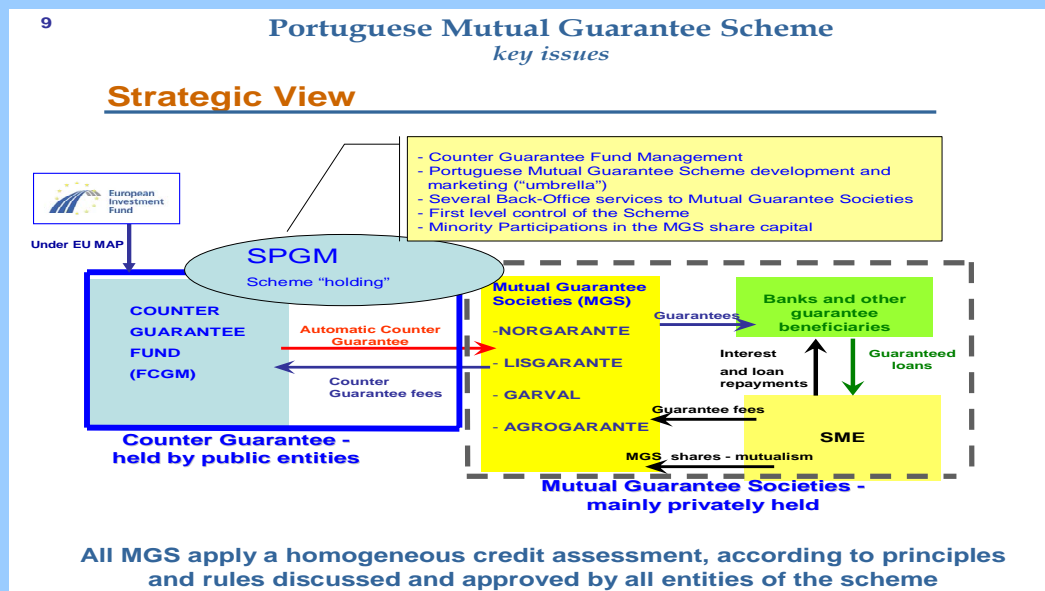 9
Portuguese Mutual Guarantee Scheme
key issues
Strategic View
- Counter Guarantee Fund Management
- Portuguese Mutual Guarantee Scheme development and
marketing (“umbrella”)
- Several Back-Office services to Mutual Guarantee Societies
- First level control of the Scheme
- Minority Participations in the MGS share capital
European
Investment
Fund
Under EU MAP
SPGM
Scheme “holding”
COUNTER
GUARANTEE
FUND
(FCGM)
Automatic Counter
Guarantee
Counter
Guarantee fees
Counter Guarantee -
held by public entities
Mutual Guarantee
Societies (MGS)
-NORGARANTE
- LISGARANTE
- GARVAL
- AGROGARANTE
Guarantees
Banks and other
guarantee
beneficiaries
Interest
and loan
repayments
Guaranteed
loans
Guarantee fees
SME
MGS shares - mutualism
Mutual Guarantee Societies -
mainly privately held
All MGS apply a homogeneous credit assessment, according to principles
and rules discussed and approved by all entities of the scheme